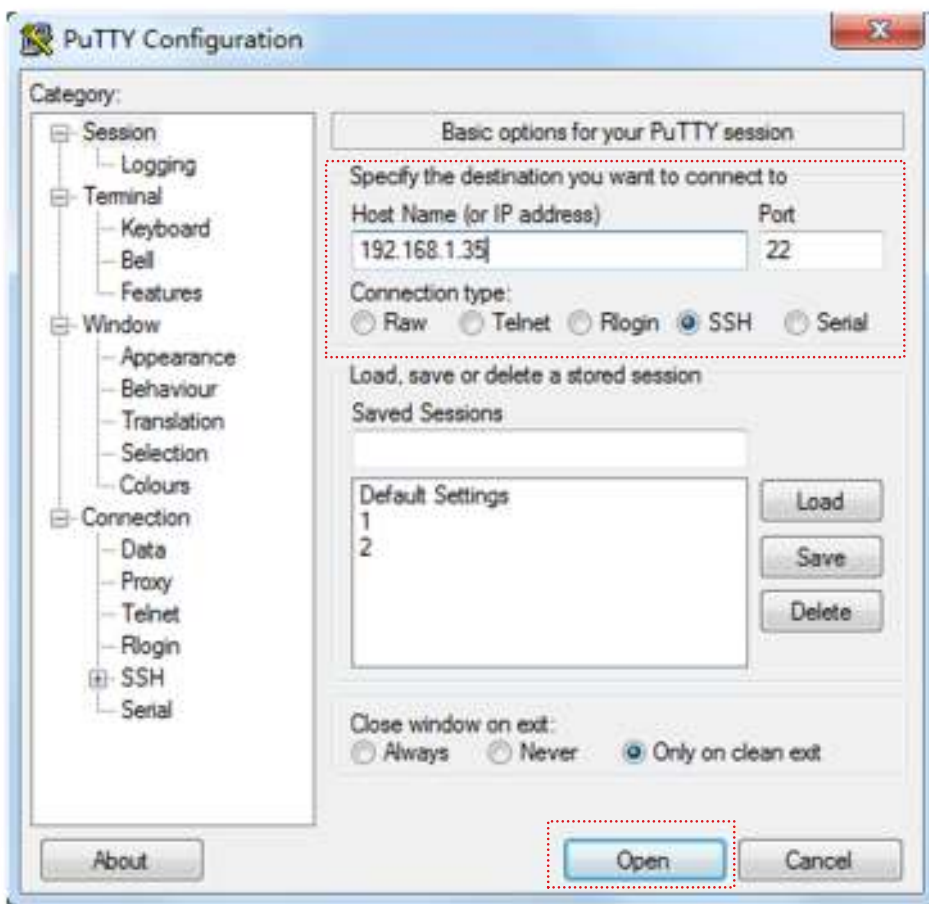 PuTTY Configuration
Category:
Session
Logging
Terminal
Keyboard
Bell
Features
Window
Appearance
Behaviour
Translation
Selection
Colours
Connection
Data
Proxy
Telnet
Rlogin
SSH
Serial
Basic options for your PuTTY session
Specify the destination you want to connect to
Host Name (or IP address) Port
192.168.1.35 22
Connection type:
Raw Telnet Rlogin SSH Serial
Load, save or delete a stored session
Saved Sessions
Default Settings
1
2
Load
Save
Delete
Close window on exit:
Always Never Only on clean exit
About Open Cancel